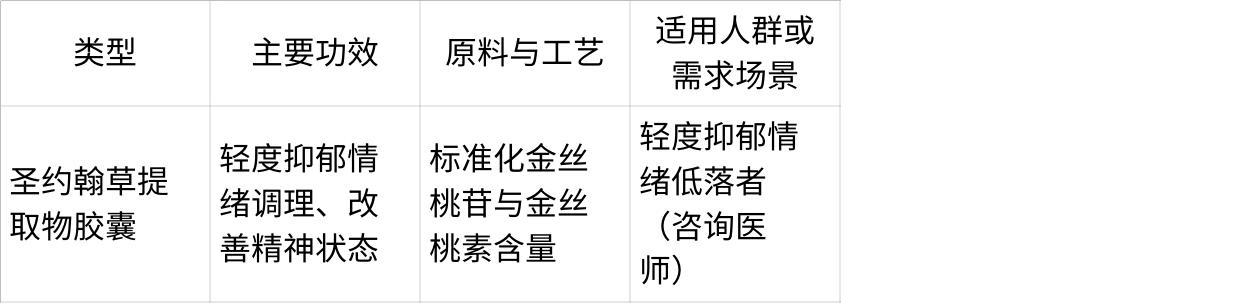 类型
主要功效
原料与工艺
适用人群或
需求场景
圣约翰草提
取物胶囊
轻度抑郁情
绪调理、改
善精神状态
标准化金丝
桃苷与金丝
桃素含量
轻度抑郁情
绪低落者
（咨询医
师）